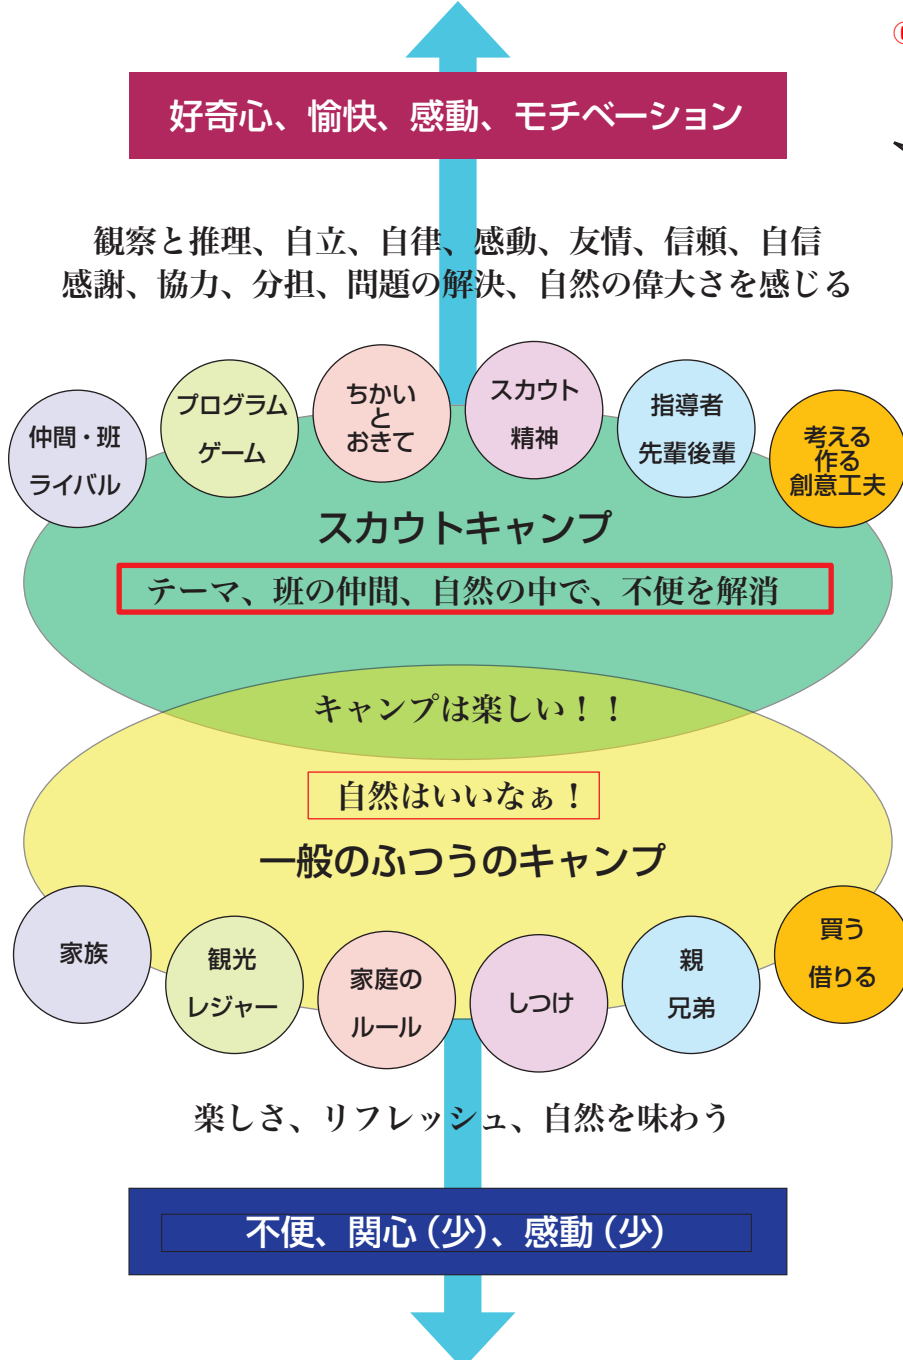 好奇心、愉快、感動、モチベーション
観察と推理、自立、自律、感動、友情、信頼、自信
感謝、協力、分担、問題の解決、自然の偉大さを感じる
仲間・班
ライバル
プログラム
ゲーム
ちかい
と
おきて
スカウト
精神
指導者
先輩後輩
考える
作る
創意工夫
スカウトキャンプ
テーマ、班の仲間、自然の中で、不便を解消
キャンプは楽しい！！
自然はいいなぁ！
一般のふつうのキャンプ
家族
観光
レジャー
家庭の
ルール
しつけ
親
兄弟
買う
借りる
楽しさ、リフレッシュ、自然を味わう
不便、関心（少）、感動（少）